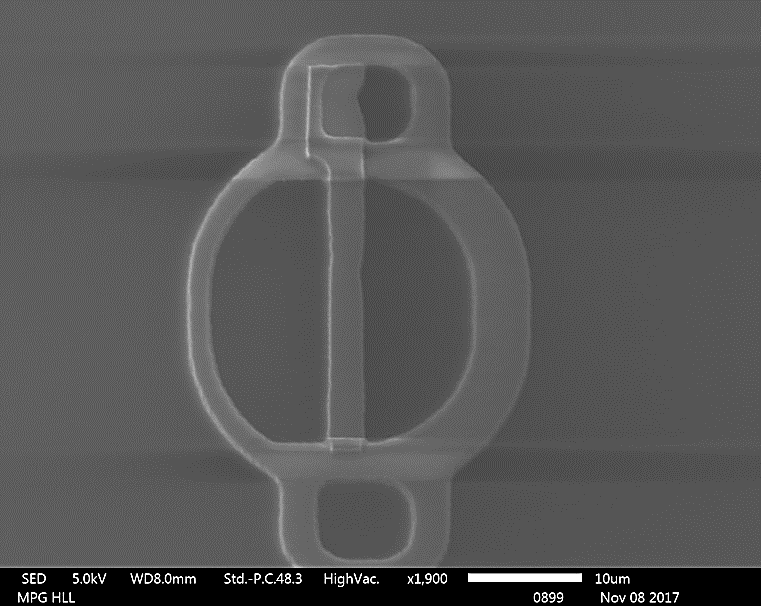 SED 5.0kV WD8.0mm Std.-P.C.48.3 HighVac. x1,900 10um
MPG HLL 0899 Nov 08 2017